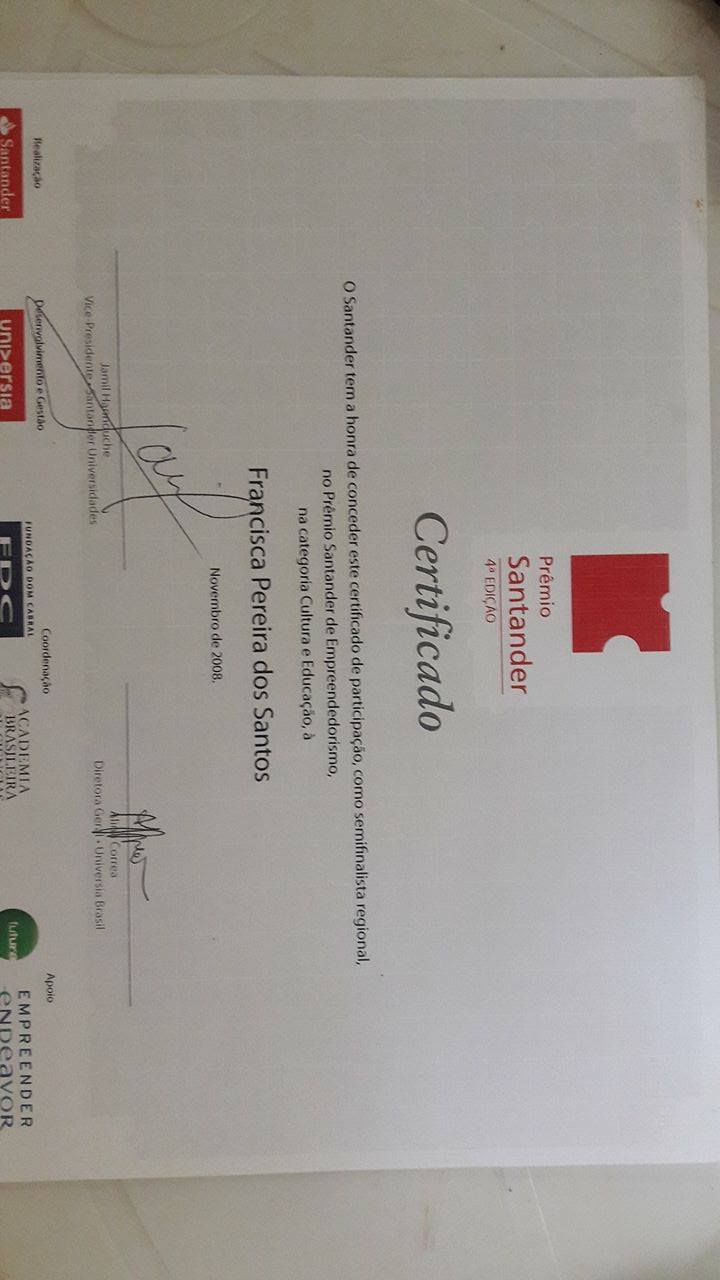 Prêmio
Santander
4ª EDIÇÃO
Certificado
O Santander tem a honra de conceder este certificado de participação, como semifinalista regional,
no Prêmio Santander de Empreendedorismo,
na categoria Cultura e Educação, à
Francisca Pereira dos Santos
Novembro de 2008.
Jamil Hannouche
Vice-Presidente • Santander Universidades
Correa
Diretora Geral • Universia Brasil
Realização
Santander
Desenvolvimento e Gestão
universia
Coordenação
FUNDAÇÃO DOM CABRAL
FDC
ACADEMIA
BRASILEIRA
Apoio
futura
EMPREENDER
ENDEAVOR